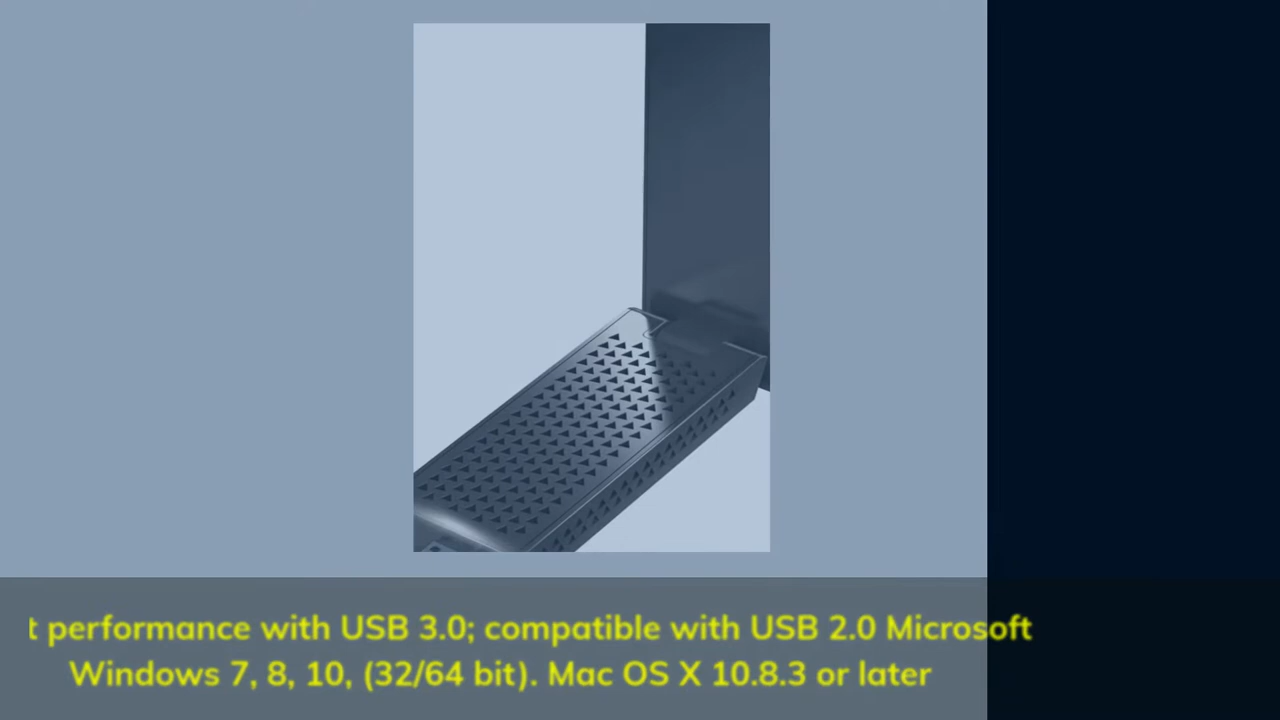 t performance with USB 3.0; compatible with USB 2.0 Microsoft
Windows 7, 8, 10, (32/64 bit). Mac OS X 10.8.3 or later